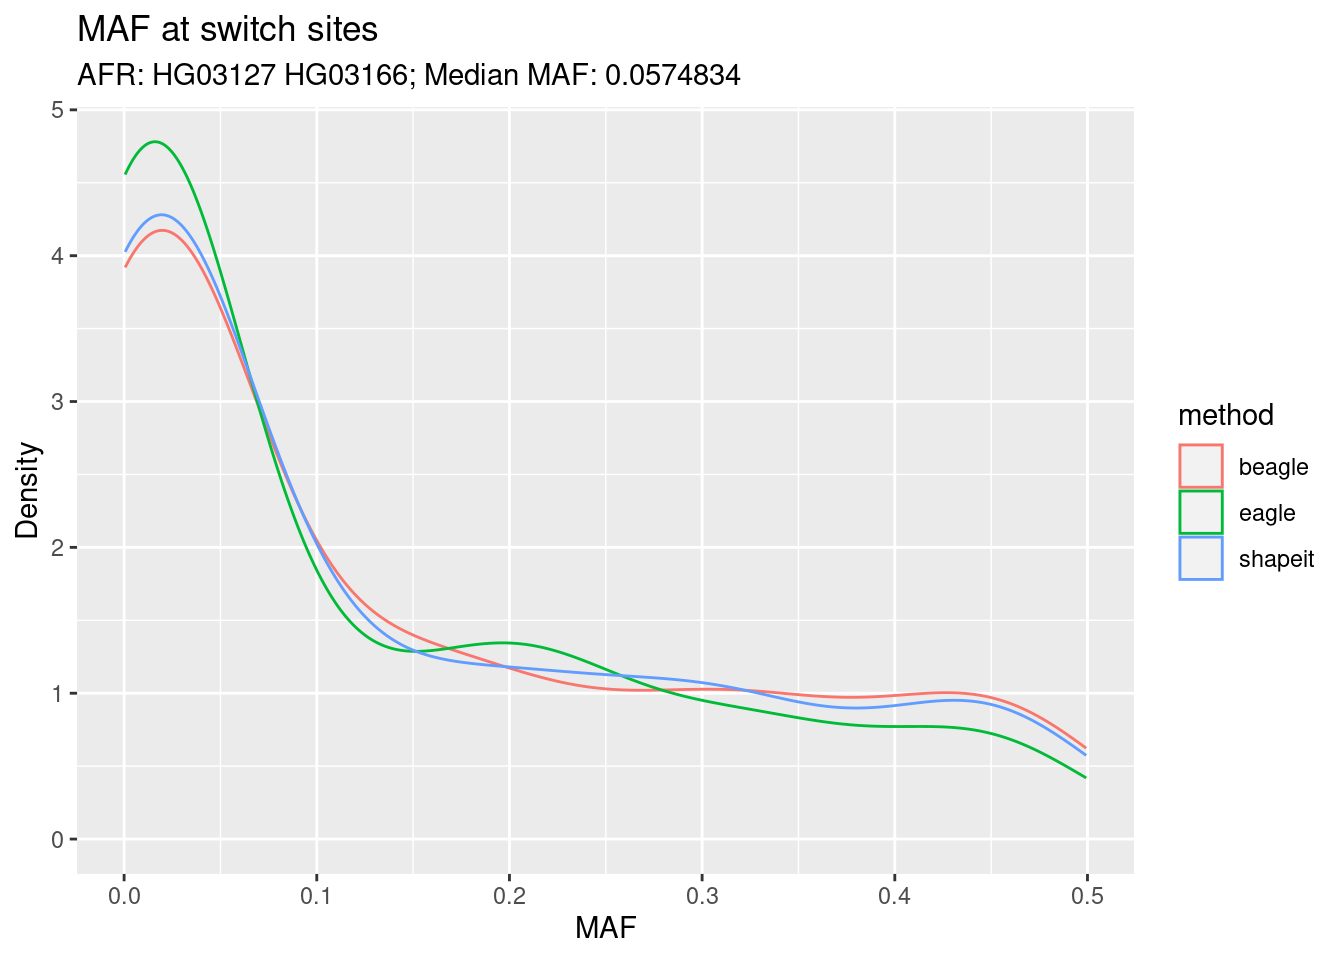 MAF at switch sites
AFR: HG03127 HG03166; Median MAF: 0.0574834
5
4
3
2
1
0
Density
0.0
0.1
0.2
0.3
0.4
0.5
MAF
method
beagle
eagle
shapeit